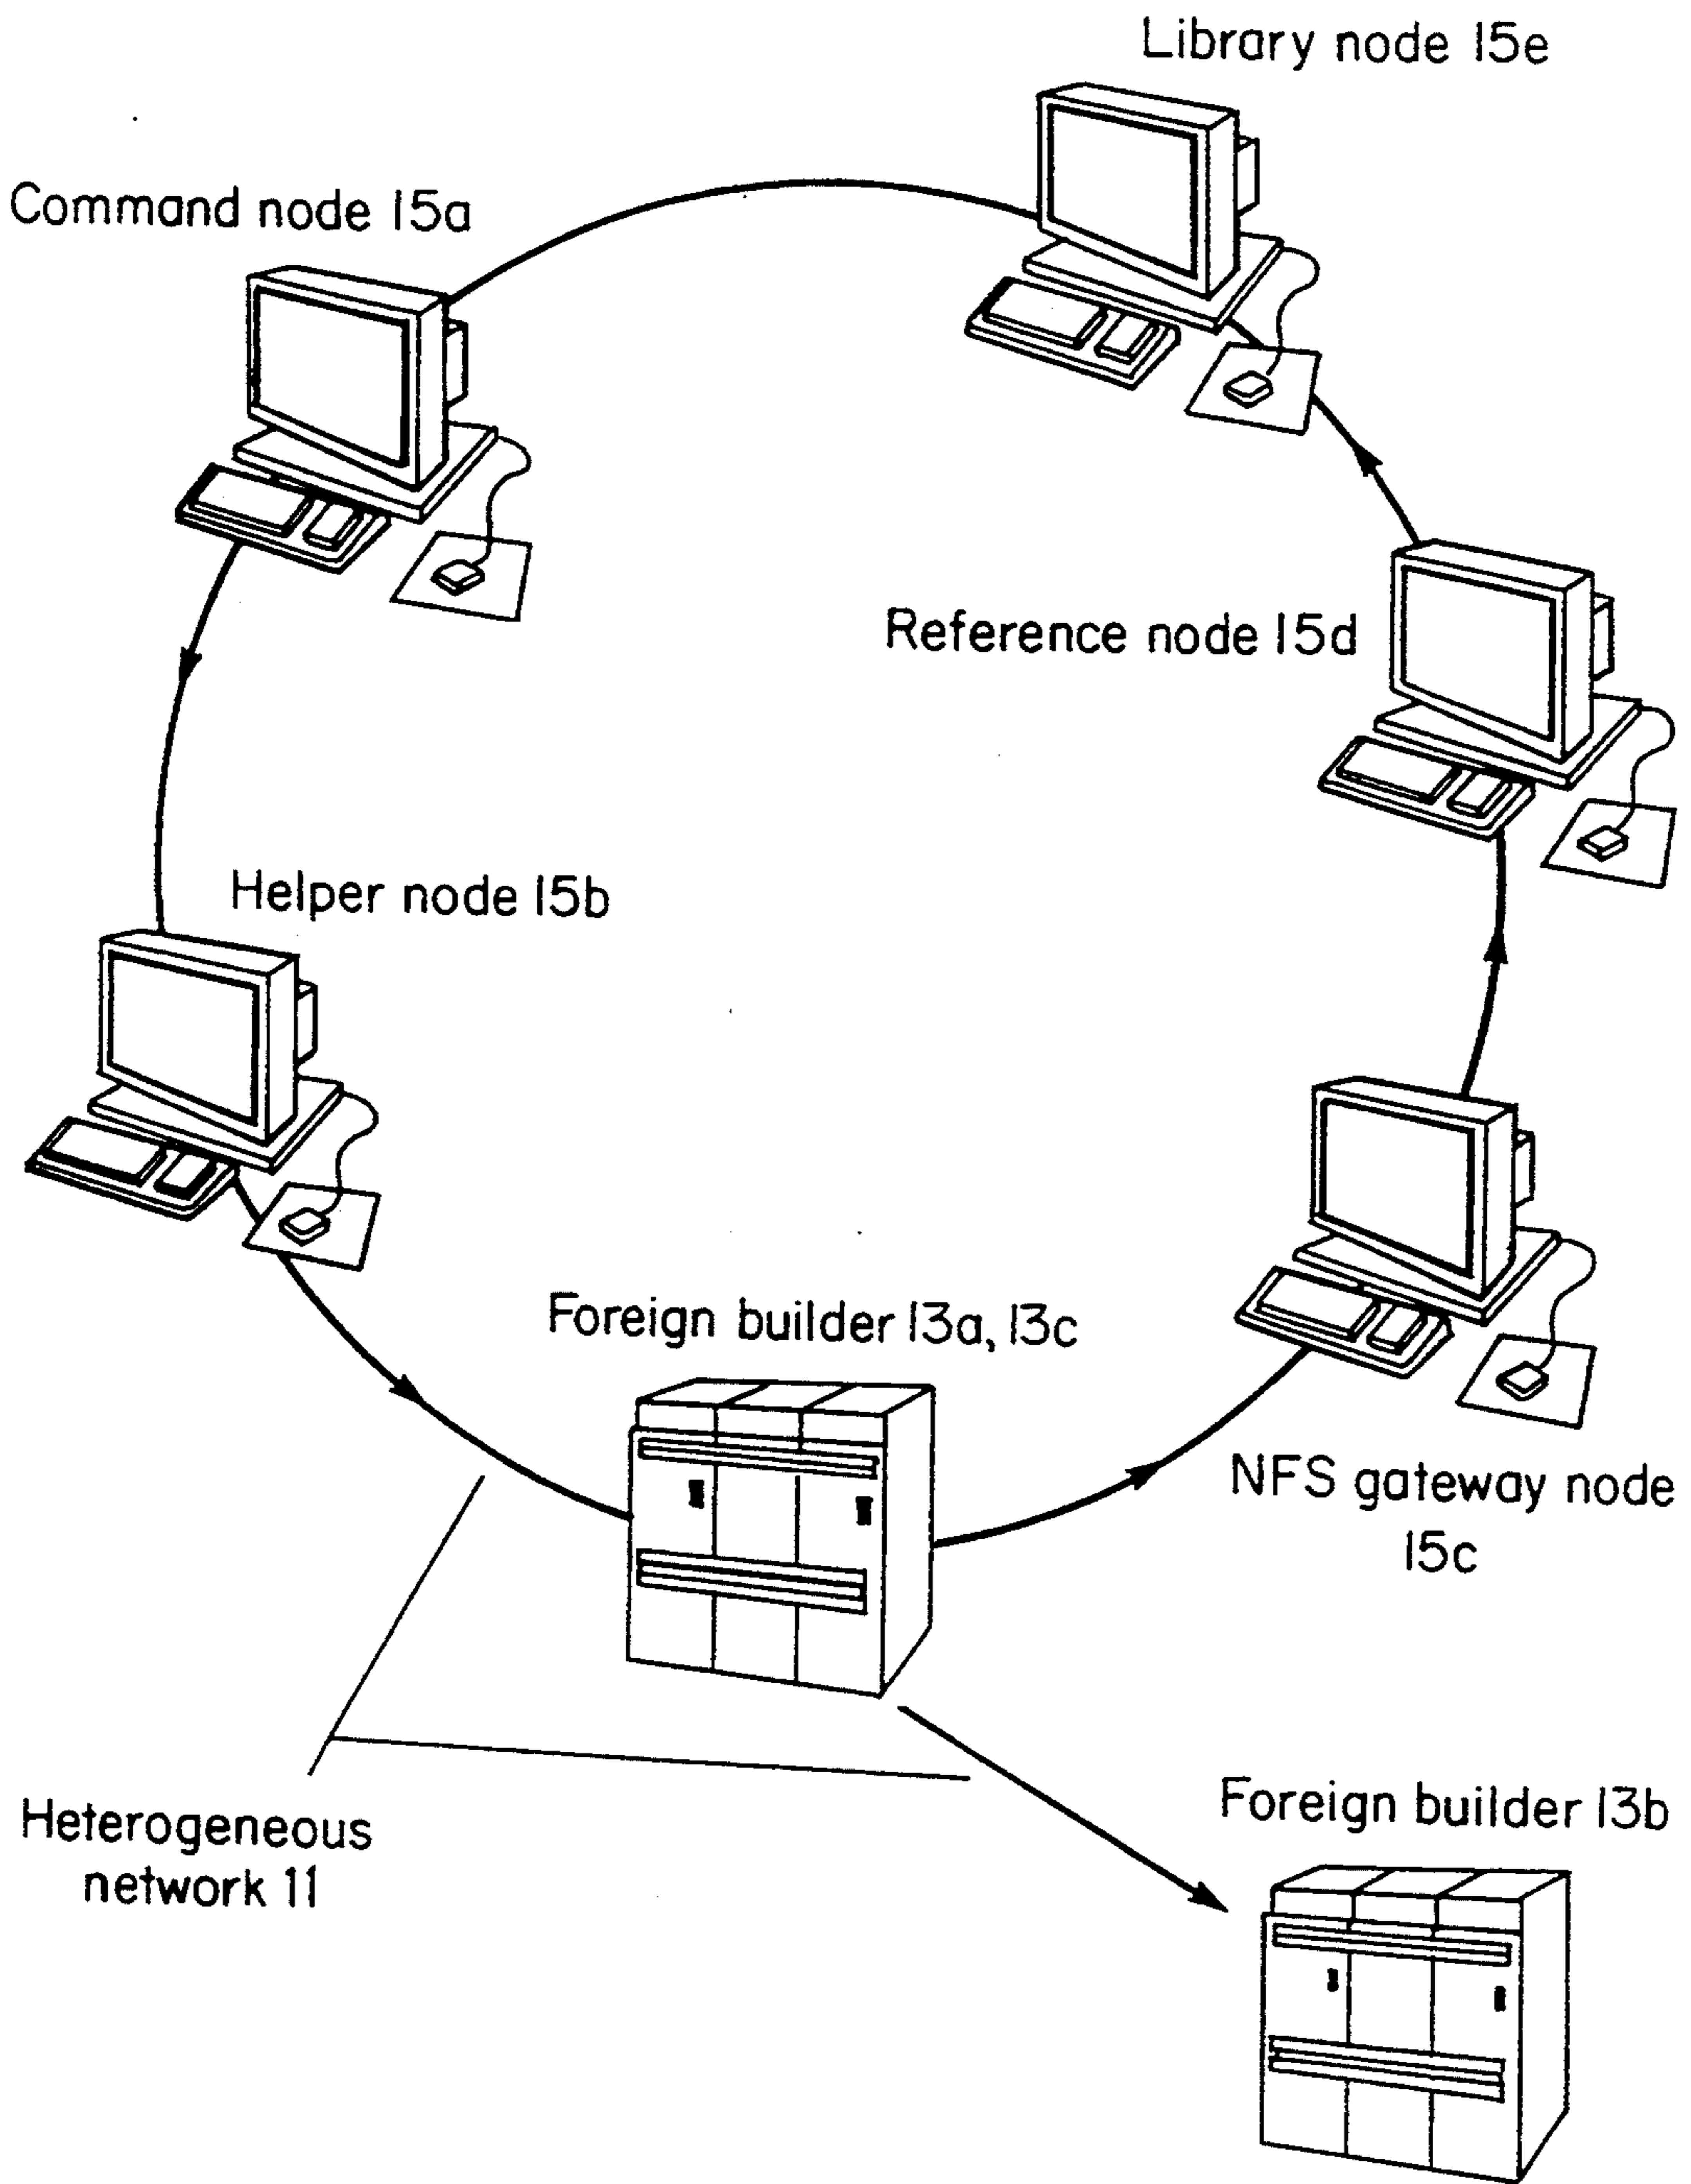 Library node 15e
Command node 15a
Reference node 15d
Helper node 15b
Foreign builder 13a, 13c
NFS gateway node
15c
Foreign builder 13b
Heterogeneous
network 11